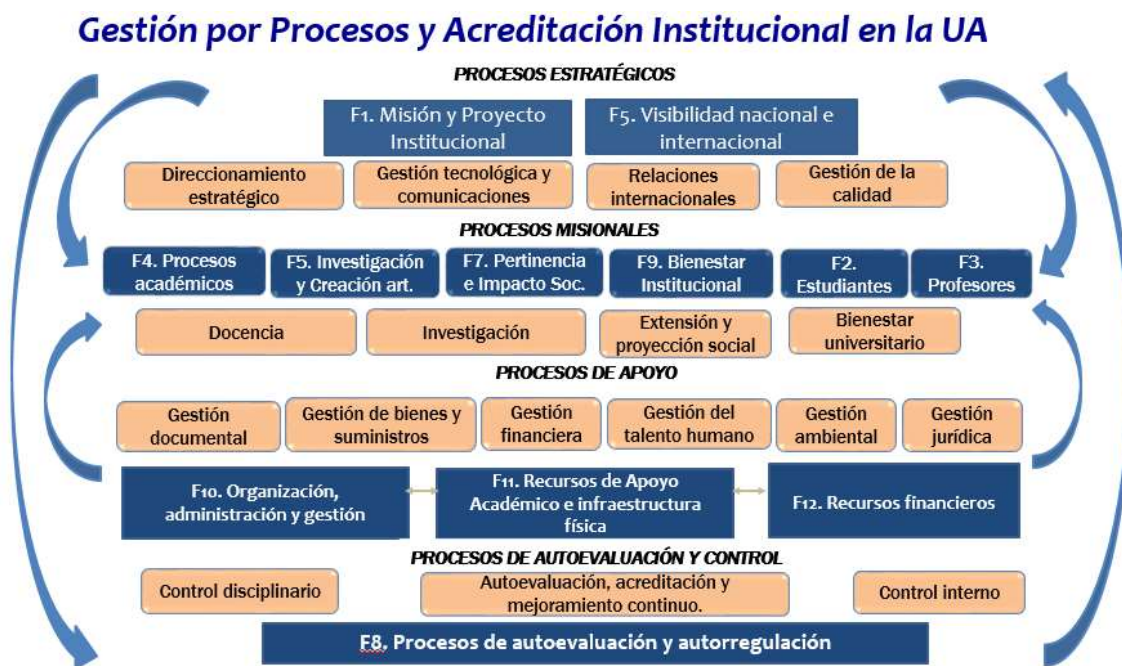 Gestión por Procesos y Acreditación Institucional en la UA
PROCESOS ESTRATÉGICOS
F1. Misión y Proyecto
Institucional
F5. Visibilidad nacional e
internacional
Direccionamiento
estratégico
Gestión tecnológica y
comunicaciones
Relaciones
internacionales
Gestión de la
calidad
PROCESOS MISIONALES
F4. Procesos
académicos
F5. Investigación
y Creación art.
F7. Pertinencia
e Impacto Soc.
F9. Bienestar
Institucional
F2.
Estudiantes
F3.
Profesores
Docencia
Investigación
Extensión y
proyección social
Bienestar
universitario
PROCESOS DE APOYO
Gestión
documental
Gestión de bienes y
suministros
Gestión
financiera
Gestión del
talento humano
Gestión
ambiental
Gestión
jurídica
F10. Organización,
administración y gestión
F11. Recursos de Apoyo
Académico e infraestructura
física
F12. Recursos financieros
PROCESOS DE AUTOEVALUACIÓN Y CONTROL
Control disciplinario
Autoevaluación, acreditación y
mejoramiento continuo.
Control interno
F8. Procesos de autoevaluación y autorregulación